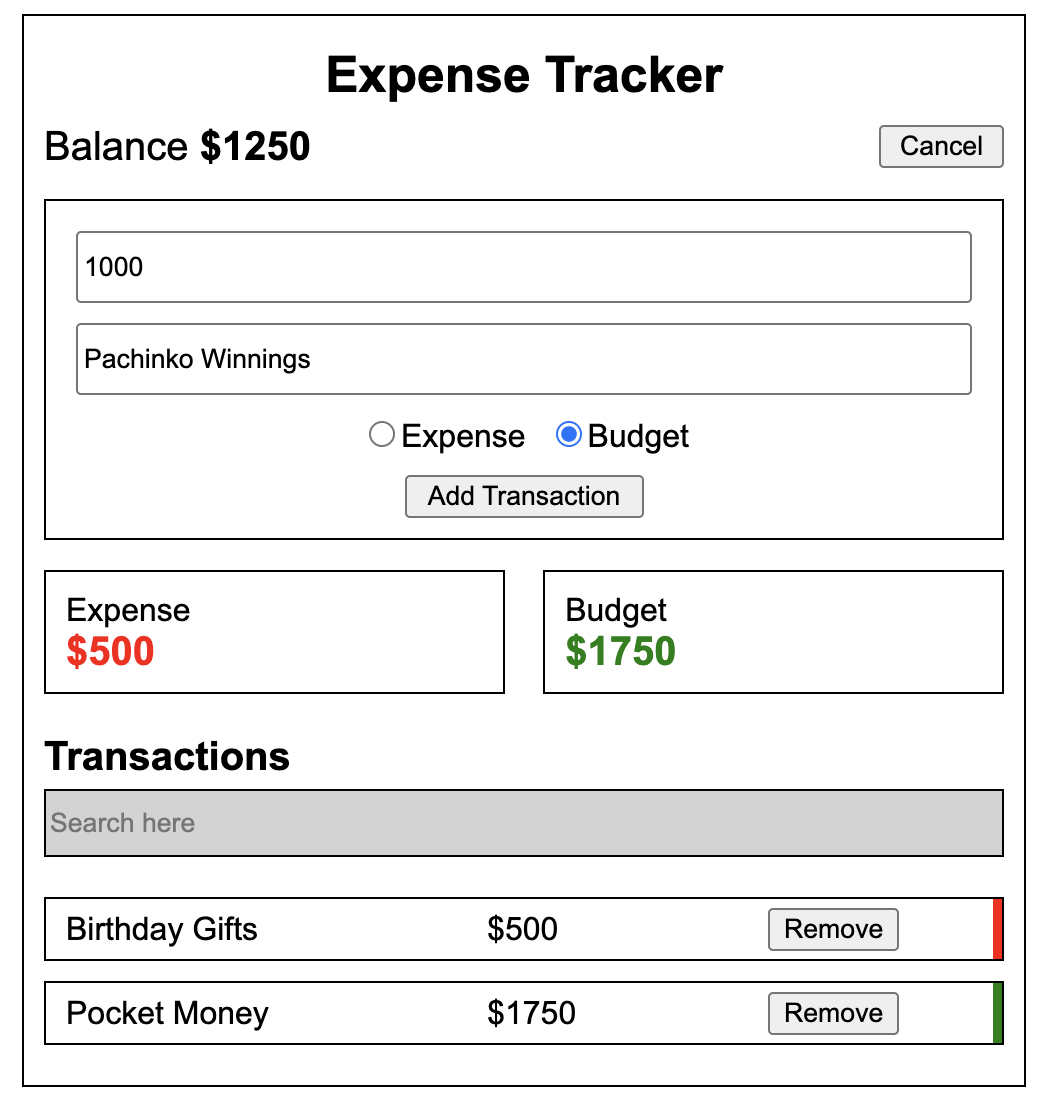 Expense Tracker
Balance $1250 Cancel
1000
Pachinko Winnings
Expense Budget
Add Transaction
Expense Budget
$500 $1750
Transactions
Search here
Birthday Gifts $500 Remove
Pocket Money $1750 Remove